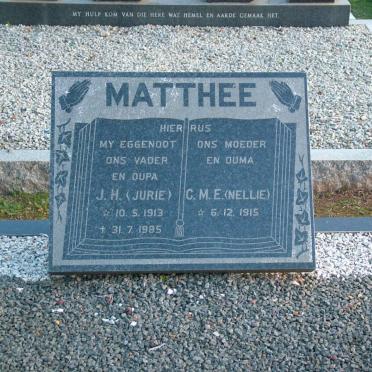 MY HULP KOM VAN DIE HERE WAT HEMEL EN AARDE GEMAAK HET.
MATTHEE
HIER RUS
MY EGGENOOT
ONS VADER
EN OUPA
J. H. (JURIE)
☆ 10. 5. 1913
✝ 31. 7. 1985
ONS MOEDER
EN OUMA
C. M. E. (NELLIE)
☆ 6. 12. 1915